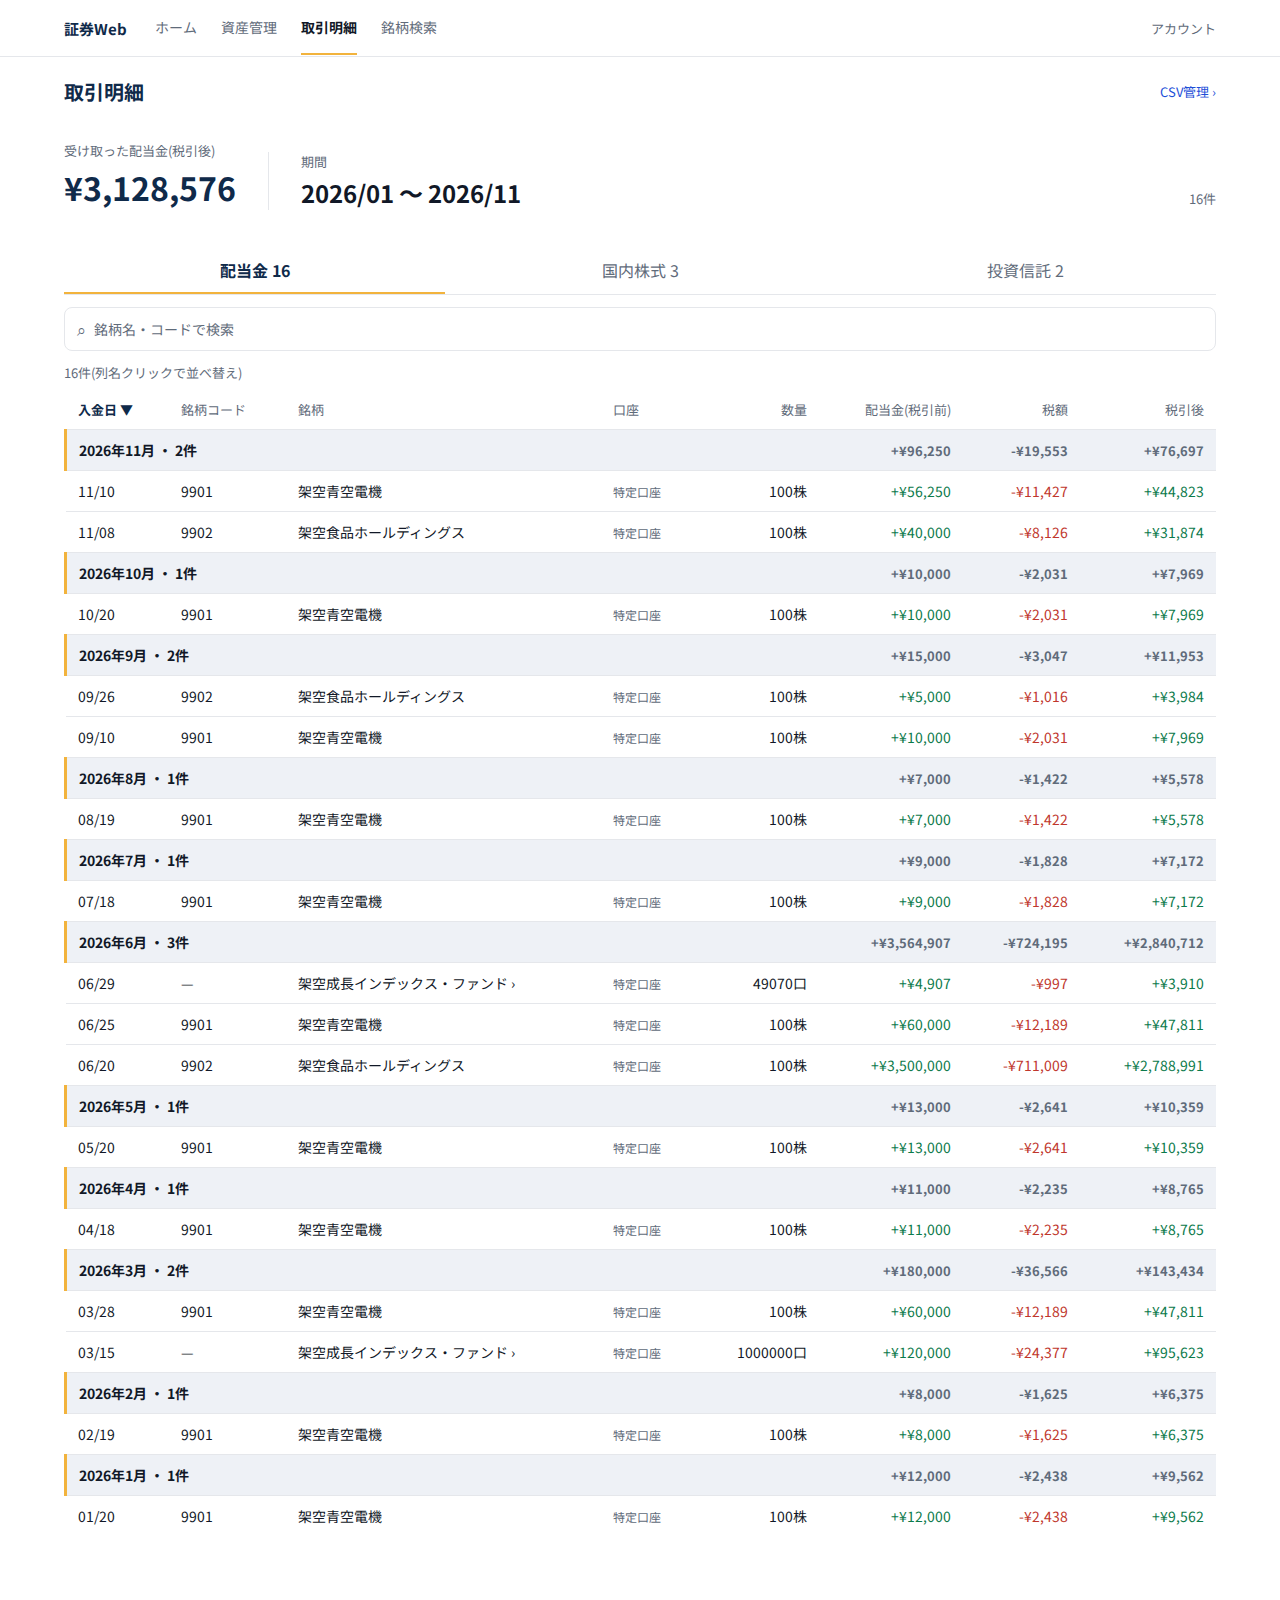 証券Web ホーム 資産管理 取引明細 銘柄検索 アカウント
取引明細 CSV管理 ›
受け取った配当金(税引後)
¥3,128,576
期間
2026/01 〜 2026/11
16件
配当金 16 国内株式 3 投資信託 2
⌕ 銘柄名・コードで検索
16件(列名クリックで並べ替え)
入金日 ▼ 銘柄コード 銘柄 口座 数量 配当金(税引前) 税額 税引後
2026年11月 ・ 2件 +¥96,250 -¥19,553 +¥76,697
11/10 9901 架空青空電機 特定口座 100株 +¥56,250 -¥11,427 +¥44,823
11/08 9902 架空食品ホールディングス 特定口座 100株 +¥40,000 -¥8,126 +¥31,874
2026年10月 ・ 1件 +¥10,000 -¥2,031 +¥7,969
10/20 9901 架空青空電機 特定口座 100株 +¥10,000 -¥2,031 +¥7,969
2026年9月 ・ 2件 +¥15,000 -¥3,047 +¥11,953
09/26 9902 架空食品ホールディングス 特定口座 100株 +¥5,000 -¥1,016 +¥3,984
09/10 9901 架空青空電機 特定口座 100株 +¥10,000 -¥2,031 +¥7,969
2026年8月 ・ 1件 +¥7,000 -¥1,422 +¥5,578
08/19 9901 架空青空電機 特定口座 100株 +¥7,000 -¥1,422 +¥5,578
2026年7月 ・ 1件 +¥9,000 -¥1,828 +¥7,172
07/18 9901 架空青空電機 特定口座 100株 +¥9,000 -¥1,828 +¥7,172
2026年6月 ・ 3件 +¥3,564,907 -¥724,195 +¥2,840,712
06/29 — 架空成長インデックス・ファンド › 特定口座 49070口 +¥4,907 -¥997 +¥3,910
06/25 9901 架空青空電機 特定口座 100株 +¥60,000 -¥12,189 +¥47,811
06/20 9902 架空食品ホールディングス 特定口座 100株 +¥3,500,000 -¥711,009 +¥2,788,991
2026年5月 ・ 1件 +¥13,000 -¥2,641 +¥10,359
05/20 9901 架空青空電機 特定口座 100株 +¥13,000 -¥2,641 +¥10,359
2026年4月 ・ 1件 +¥11,000 -¥2,235 +¥8,765
04/18 9901 架空青空電機 特定口座 100株 +¥11,000 -¥2,235 +¥8,765
2026年3月 ・ 2件 +¥180,000 -¥36,566 +¥143,434
03/28 9901 架空青空電機 特定口座 100株 +¥60,000 -¥12,189 +¥47,811
03/15 — 架空成長インデックス・ファンド › 特定口座 1000000口 +¥120,000 -¥24,377 +¥95,623
2026年2月 ・ 1件 +¥8,000 -¥1,625 +¥6,375
02/19 9901 架空青空電機 特定口座 100株 +¥8,000 -¥1,625 +¥6,375
2026年1月 ・ 1件 +¥12,000 -¥2,438 +¥9,562
01/20 9901 架空青空電機 特定口座 100株 +¥12,000 -¥2,438 +¥9,562